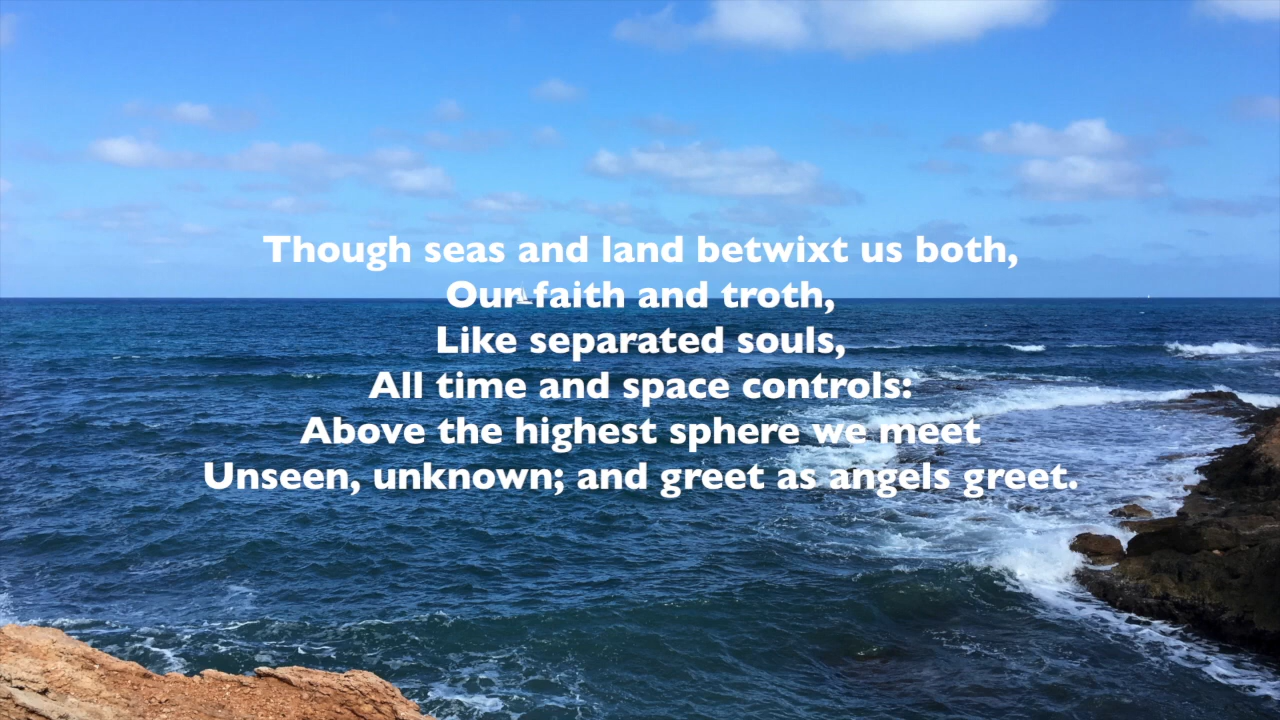 Though seas and land betwixt us both,
Our faith and troth,
Like separated souls,
All time and space controls:
Above the highest sphere we meet
Unseen, unknown; and greet as angels greet.